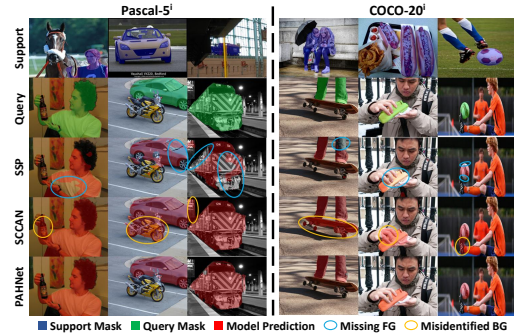 Pascal-5i
COCO-20i
Support
Query
SSP
SCCAN
PAHNet
Support Mask
Query Mask
Model Prediction
Missing FG
Misidentified BG